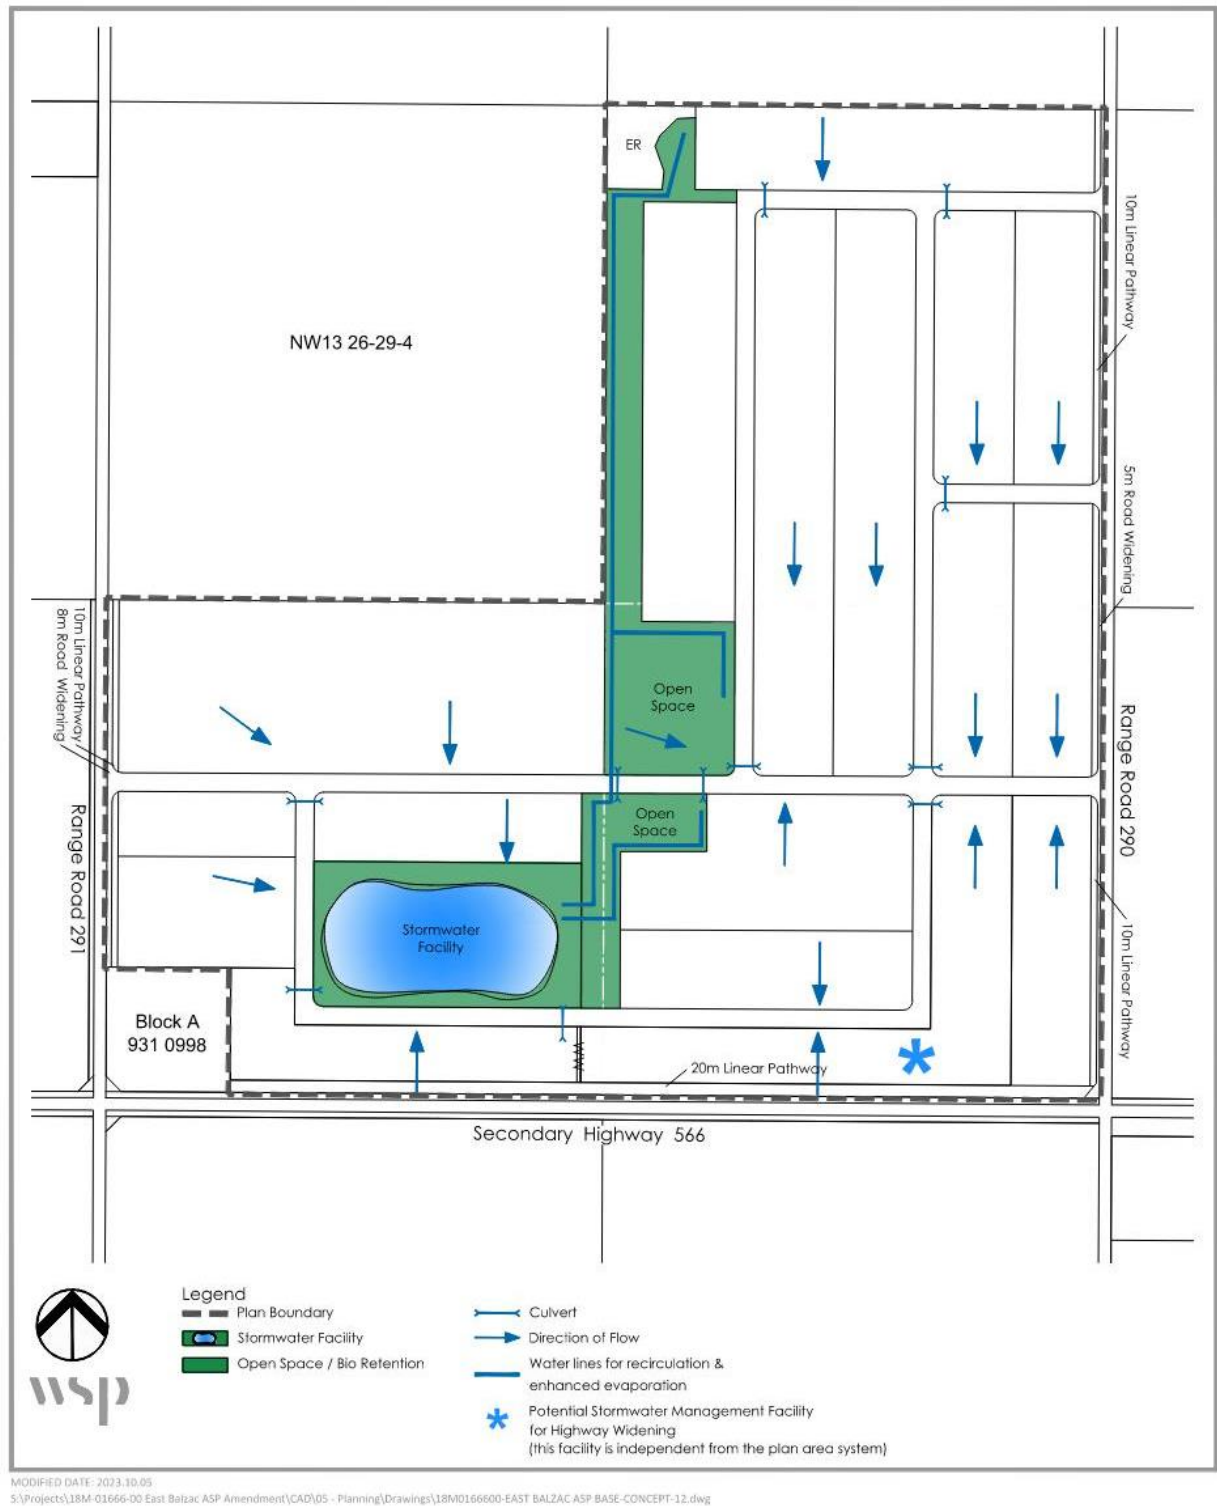 ER
10m Linear Pathway
NW13 26-29-4
5m Road Widening
10m Linear Pathway
8m Road Widening
Open
Space
Range Road 290
Range Road 291
Open
Space
Stormwater
Facility
10m Linear Pathway
Block A
931 0998
20m Linear Pathway
Secondary Highway 566
Legend
Plan Boundary
Stormwater Facility
Open Space / Bio Retention
Culvert
Direction of Flow
Water lines for recirculation &
enhanced evaporation
Potential Stormwater Management Facility
for Highway Widening
(this facility is independent from the plan area system)
wsp
MODIFIED DATE: 2023.10.05
S:\Projects\18M-01666-00 East Balzac ASP Amendment\CAD\05 - Planning\Drawings\18M0166600-EAST BALZAC ASP BASE-CONCEPT-12.dwg